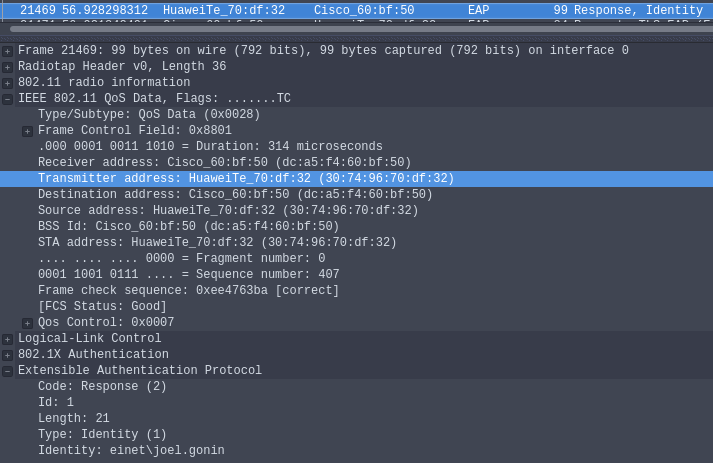 21469 56.928298312 HuaweiTe_70:df:32 Cisco_60:bf:50 EAP 99 Response, Identity
Frame 21469: 99 bytes on wire (792 bits), 99 bytes captured (792 bits) on interface 0
Radiotap Header v0, Length 36
802.11 radio information
IEEE 802.11 QoS Data, Flags: .......TC
Type/Subtype: QoS Data (0x0028)
Frame Control Field: 0x8801
.000 0001 0011 1010 = Duration: 314 microseconds
Receiver address: Cisco_60:bf:50 (dc:a5:f4:60:bf:50)
Transmitter address: HuaweiTe_70:df:32 (30:74:96:70:df:32)
Destination address: Cisco_60:bf:50 (dc:a5:f4:60:bf:50)
Source address: HuaweiTe_70:df:32 (30:74:96:70:df:32)
BSS Id: Cisco_60:bf:50 (dc:a5:f4:60:bf:50)
STA address: HuaweiTe_70:df:32 (30:74:96:70:df:32)
.... .... .... 0000 = Fragment number: 0
0001 1001 0111 .... = Sequence number: 407
Frame check sequence: 0xee4763ba [correct]
[FCS Status: Good]
Qos Control: 0x0007
Logical-Link Control
802.1X Authentication
Extensible Authentication Protocol
Code: Response (2)
Id: 1
Length: 21
Type: Identity (1)
Identity: einet\joel.gonin